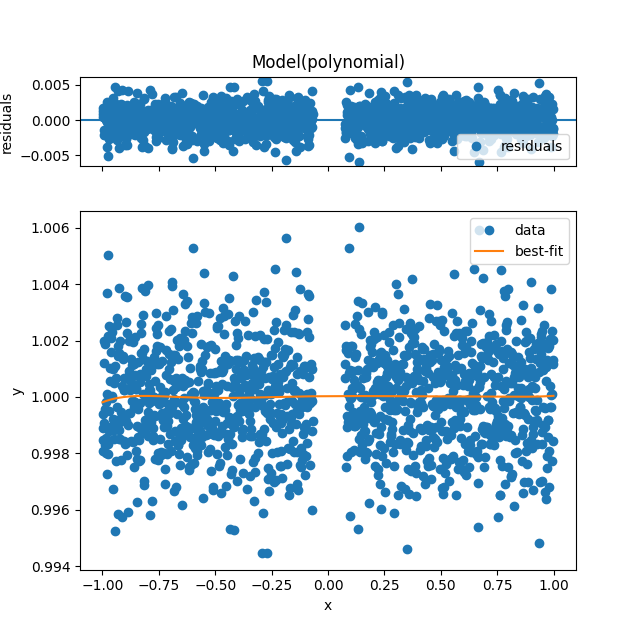 Model(polynomial)
0.005
0.000
−0.005
residuals
residuals
1.006
1.004
1.002
1.000
0.998
0.996
0.994
y
data
best-fit
−1.00 −0.75 −0.50 −0.25 0.00 0.25 0.50 0.75 1.00
x